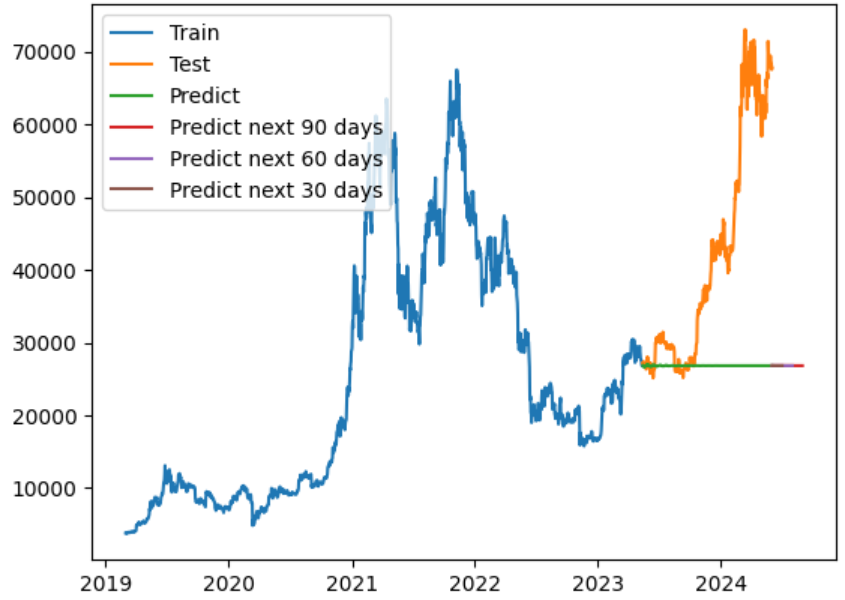 Train
Test
Predict
Predict next 90 days
Predict next 60 days
Predict next 30 days
70000
60000
50000
40000
30000
20000
10000
2019 2020 2021 2022 2023 2024